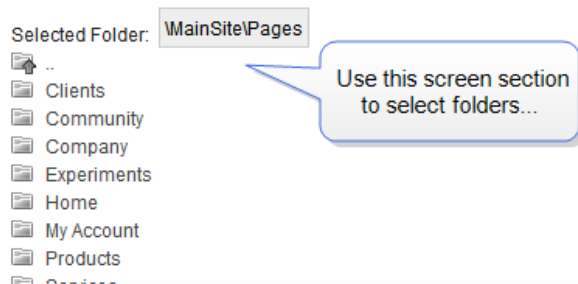 Selected Folder: \MainSite\Pages
..
Clients
Community
Company
Experiments
Home
My Account
Products
Use this screen section
to select folders...